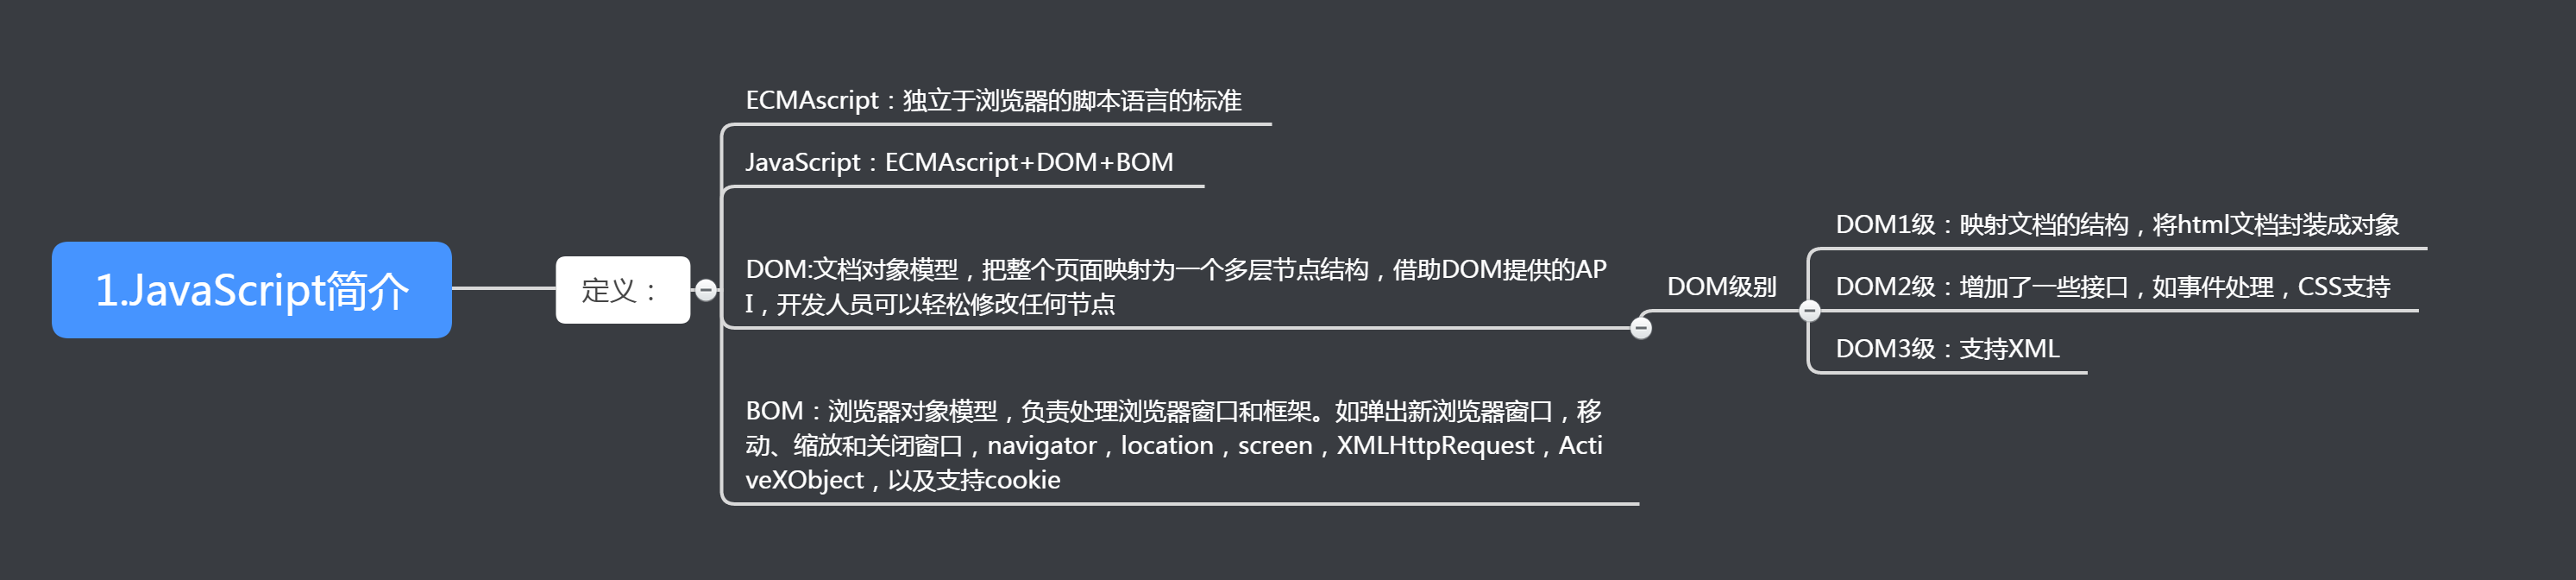 1.JavaScript简介
定义：
ECMAscript：独立于浏览器的脚本语言的标准
JavaScript：ECMAscript+DOM+BOM
DOM:文档对象模型，把整个页面映射为一个多层节点结构，借助DOM提供的AP
I，开发人员可以轻松修改任何节点
DOM级别
DOM1级：映射文档的结构，将html文档封装成对象
DOM2级：增加了一些接口，如事件处理，CSS支持
DOM3级：支持XML
BOM：浏览器对象模型，负责处理浏览器窗口和框架。如弹出新浏览器窗口，移
动、缩放和关闭窗口，navigator，location，screen，XMLHttpRequest，Acti
veXObject，以及支持cookie